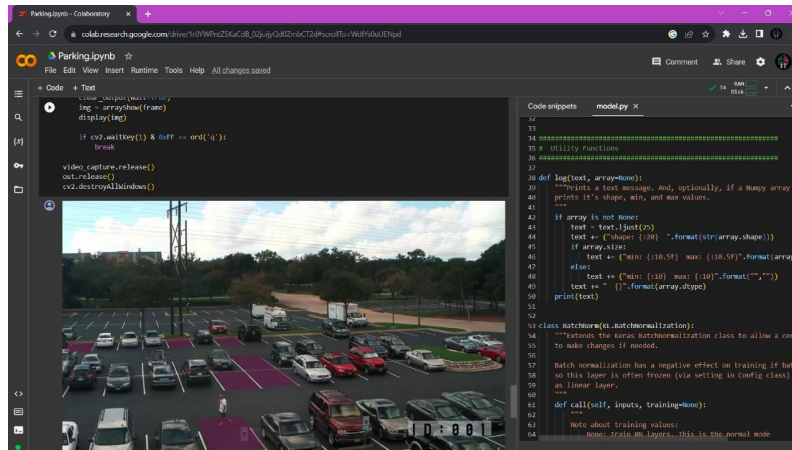 Parking.ipynb - Colaboratory
colab.research.google.com/drive/1r0YWPntZSKaCdB_02juijyQd0Zm6CT2d#scrollTo=WdfYs0uUENpd
Parking.ipynb
File Edit View Insert Runtime Tools Help All changes saved
Comment Share
+ Code + Text
T4 RAM
Disk
clear_output(wait=True)
img = arrayShow(frame)
display(img)
if cv2.waitKey(1) & 0xFF == ord('q'):
break
video_capture.release()
out.release()
cv2.destroyAllWindows()
ID:001
Code snippets model.py
32
33
34 ############################################################
35 # Utility Functions
36 ############################################################
37
38 def log(text, array=None):
39 """Prints a text message. And, optionally, if a Numpy array
40 prints it's shape, min, and max values.
41 """
42 if array is not None:
43 text = text.ljust(25)
44 text += ("shape: {:20} ".format(str(array.shape)))
45 if array.size:
46 text += ("min: {:10.5f} max: {:10.5f}".format(array
47 else:
48 text += ("min: {:10} max: {:10}".format("",""))
49 text += " {}".format(array.dtype)
50 print(text)
51
52
53 class BatchNorm(KL.BatchNormalization):
54 """Extends the Keras BatchNormalization class to allow a cen
55 to make changes if needed.
56
57 Batch normalization has a negative effect on training if bat
58 so this layer is often frozen (via setting in Config class)
59 as linear layer.
60 """
61 def call(self, inputs, training=None):
62 """
63 Note about training values:
64 None: Train BN layers. This is the normal mode